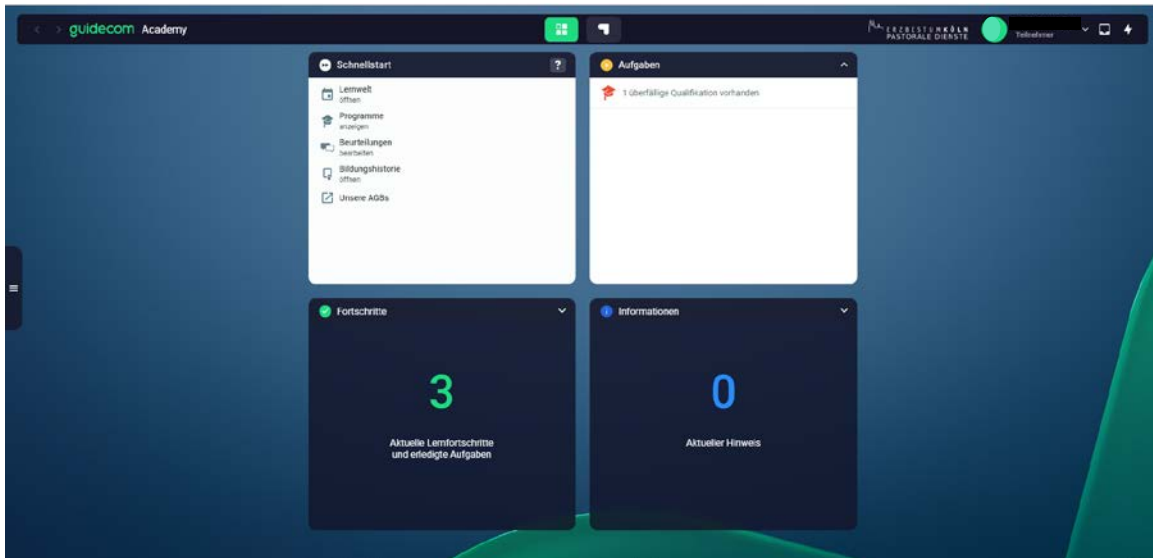 guidecom Academy
ERZBISTUM KÖLN
PASTORALE DIENSTE
Teilnehmer
Schnellstart
?
Lernwelt
öffnen
Programme
anzeigen
Beurteilungen
bearbeiten
Bildungshistorie
öffnen
Unsere AGBs
Aufgaben
1 überfällige Qualifikation vorhanden
Fortschritte
3
Aktuelle Lernfortschritte
und erledigte Aufgaben
Informationen
0
Aktueller Hinweis